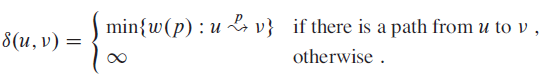 δ(u, v) = { min{w(p) : u ⤳ᵖ v} if there is a path from u to v ,
∞ otherwise .